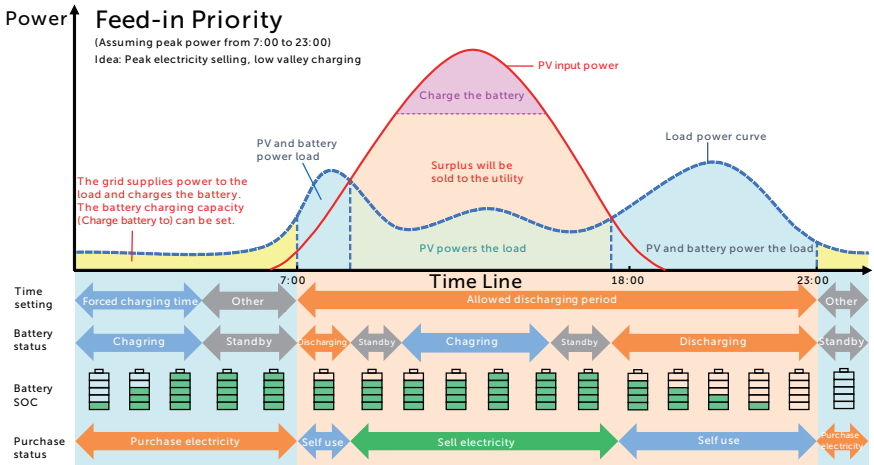 Power
Feed-in Priority
(Assuming peak power from 7:00 to 23:00)
Idea: Peak electricity selling, low valley charging
PV input power
Charge the battery
PV and battery
power load
Load power curve
Surplus will be
sold to the utility
The grid supplies power to the
load and charges the battery.
The battery charging capacity
(Charge battery to) can be set.
PV powers the load
PV and battery power the load
7:00
Time Line
18:00
23:00
Time
setting
Forced charging time
Other
Allowed discharging period
Other
Battery
status
Chagring
Standby
Discharging
Standby
Chagring
Standby
Discharging
Standby
Battery
SOC
Purchase
status
Purchase electricity
Self use
Sell electricity
Self use
Purchase
electricity